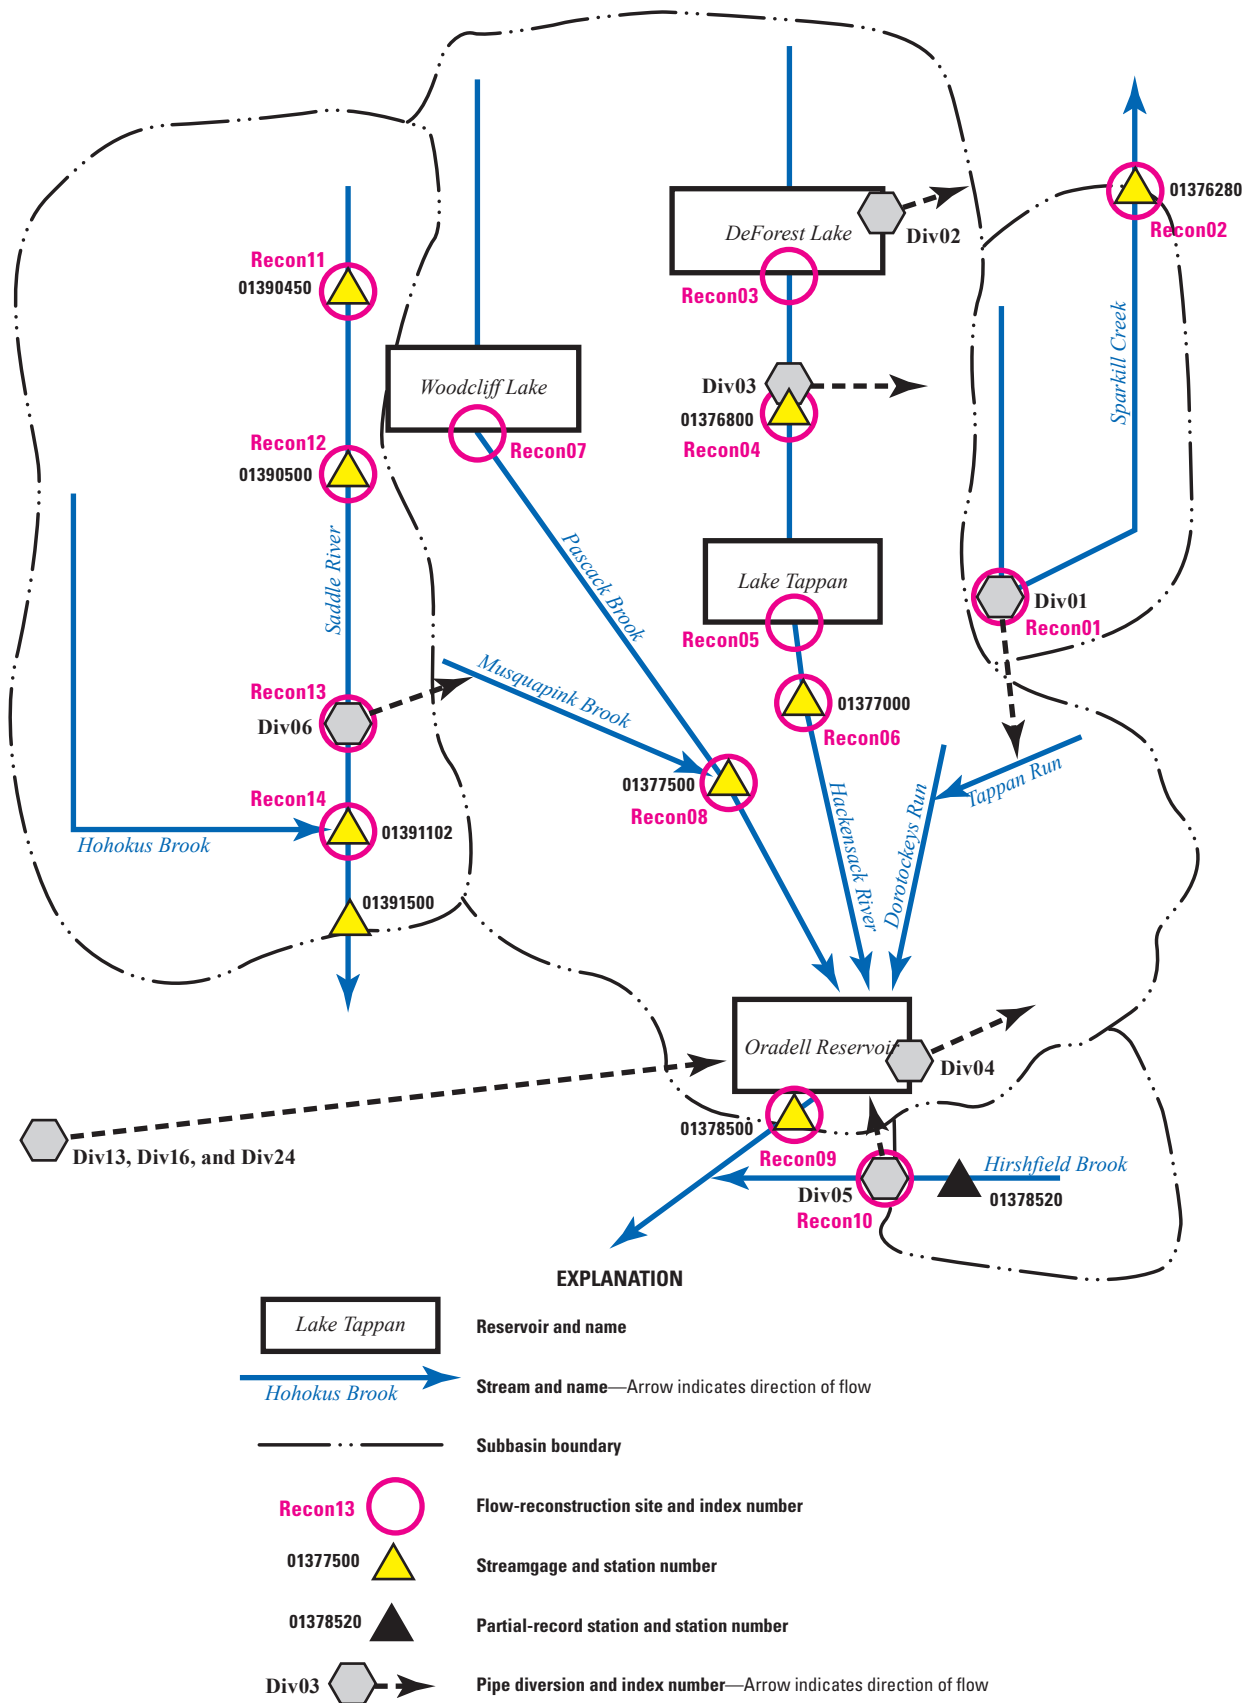 01376280
Recon02
DeForest Lake
Div02
Recon11
01390450
Recon03
Sparkill Creek
Woodcliff Lake
Div03
01376800
Recon04
Recon12
01390500
Recon07
Saddle River
Pascack Brook
Lake Tappan
Div01
Recon01
Recon05
Musquapink Brook
Recon13
Div06
01377000
Recon06
Tappan Run
01377500
Recon08
Hackensack River
Dorotockeys Run
Recon14
01391102
Hohokus Brook
01391500
Oradell Reservoir
Div04
01378500
Div13, Div16, and Div24
Recon09
Hirshfield Brook
Div05
01378520
Recon10
EXPLANATION
Lake Tappan
Reservoir and name
Hohokus Brook
Stream and name—Arrow indicates direction of flow
Subbasin boundary
Recon13
Flow-reconstruction site and index number
01377500
Streamgage and station number
01378520
Partial-record station and station number
Div03
Pipe diversion and index number—Arrow indicates direction of flow